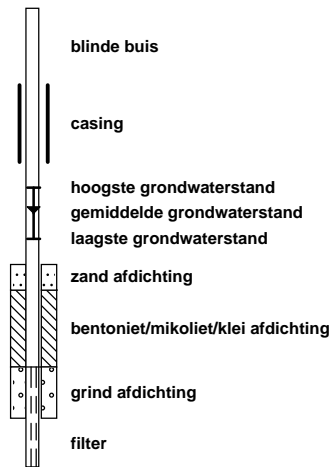 blinde buis
casing
hoogste grondwaterstand
gemiddelde grondwaterstand
laagste grondwaterstand
zand afdichting
bentoniet/mikoliet/klei afdichting
grind afdichting
filter